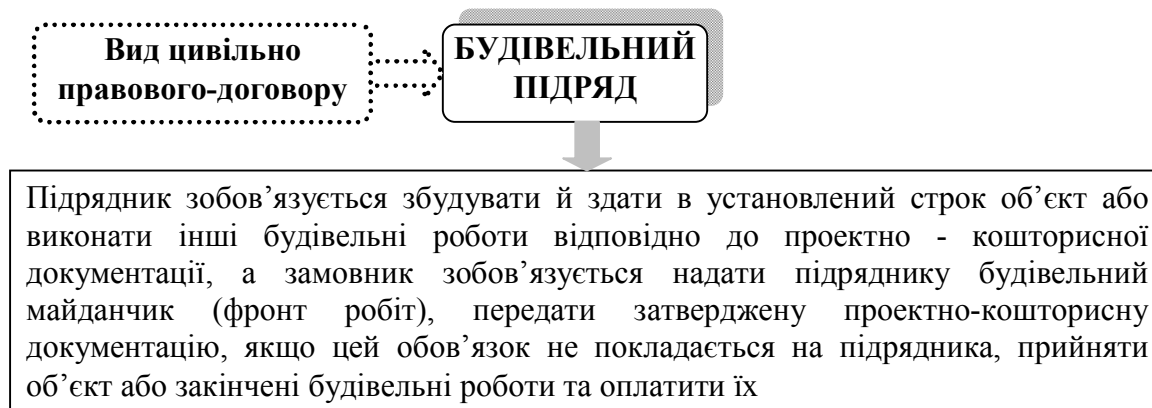 Вид цивільно
правового-договору
БУДІВЕЛЬНИЙ
ПІДРЯД
Підрядник зобов’язується збудувати й здати в установлений строк об’єкт або
виконати інші будівельні роботи відповідно до проектно - кошторисної
документації, а замовник зобов’язується надати підряднику будівельний
майданчик (фронт робіт), передати затверджену проектно-кошторисну
документацію, якщо цей обов’язок не покладається на підрядника, прийняти
об’єкт або закінчені будівельні роботи та оплатити їх